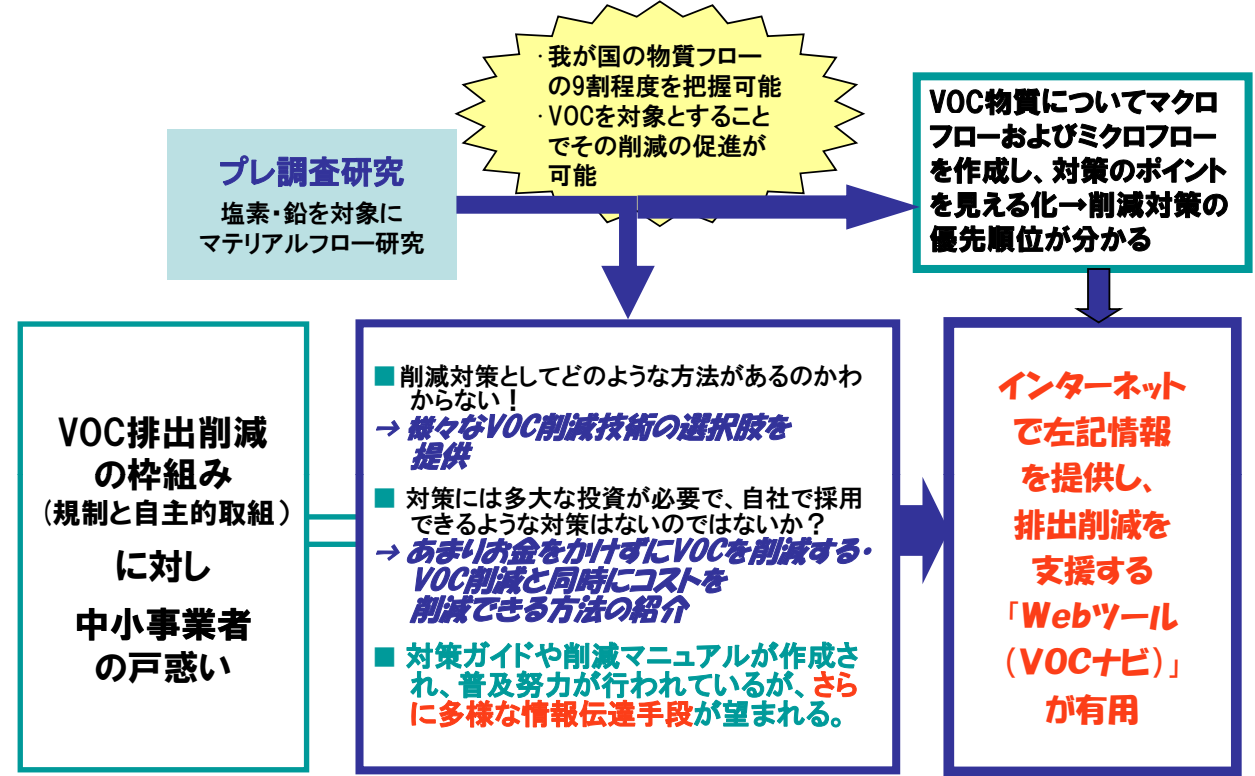 ・我が国の物質フロー
の9割程度を把握可能
・VOCを対象とすること
でその削減の促進が
可能
プレ調査研究
塩素・鉛を対象に
マテリアルフロー研究
VOC物質についてマクロ
フローおよびミクロフロー
を作成し、対策のポイント
を見える化→削減対策の
優先順位が分かる
VOC排出削減
の枠組み
(規制と自主的取組)
に対し
中小事業者
の戸惑い
■削減対策としてどのような方法があるのかわ
からない！
→ 様々なVOC削減技術の選択肢を
提供
■ 対策には多大な投資が必要で、自社で採用
できるような対策はないのではないか？
→ あまりお金をかけずにVOCを削減する・
VOC削減と同時にコストを
削減できる方法の紹介
■ 対策ガイドや削減マニュアルが作成さ
れ、普及努力が行われているが、さら
に多様な情報伝達手段が望まれる。
インターネット
で左記情報
を提供し、
排出削減を
支援する
「Webツール
(VOCナビ)」
が有用